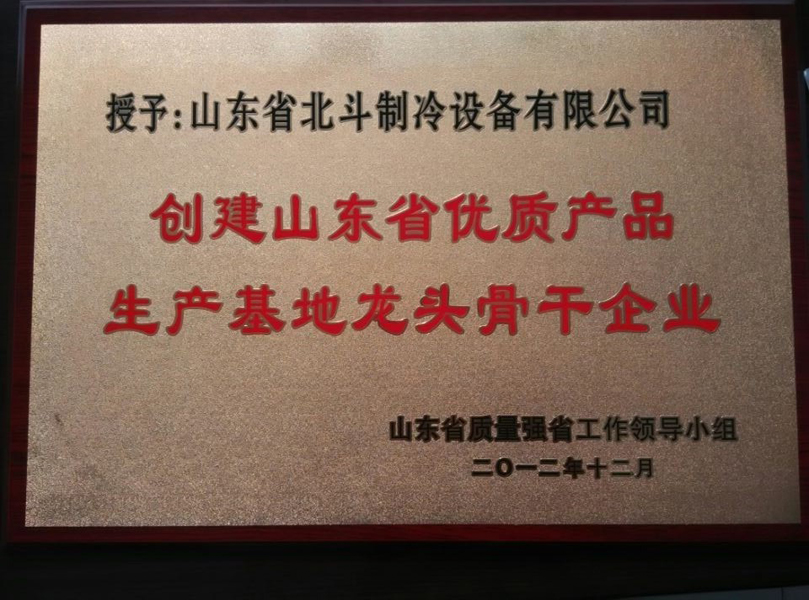 授予:山东省北斗制冷设备有限公司
创建山东省优质产品
生产基地龙头骨干企业
山东省质量强省工作领导小组
二〇一二年十二月